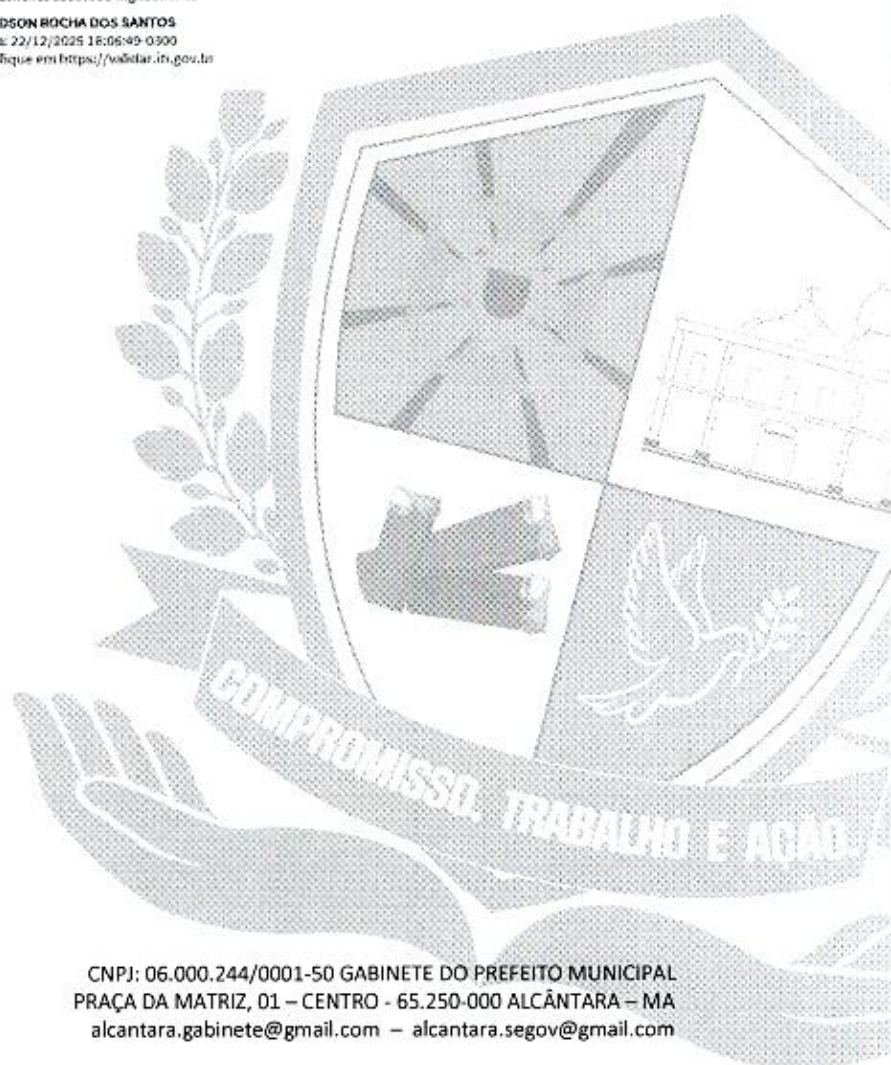 DSON ROCHA DOS SANTOS
: 22/12/2025 18:06:49-0300
fique em https://validar.iti.gov.br
COMPROMISSO, TRABALHO E AÇÃO.
CNPJ: 06.000.244/0001-50 GABINETE DO PREFEITO MUNICIPAL
PRAÇA DA MATRIZ, 01 – CENTRO - 65.250-000 ALCÂNTARA – MA
alcantara.gabinete@gmail.com – alcantara.segov@gmail.com